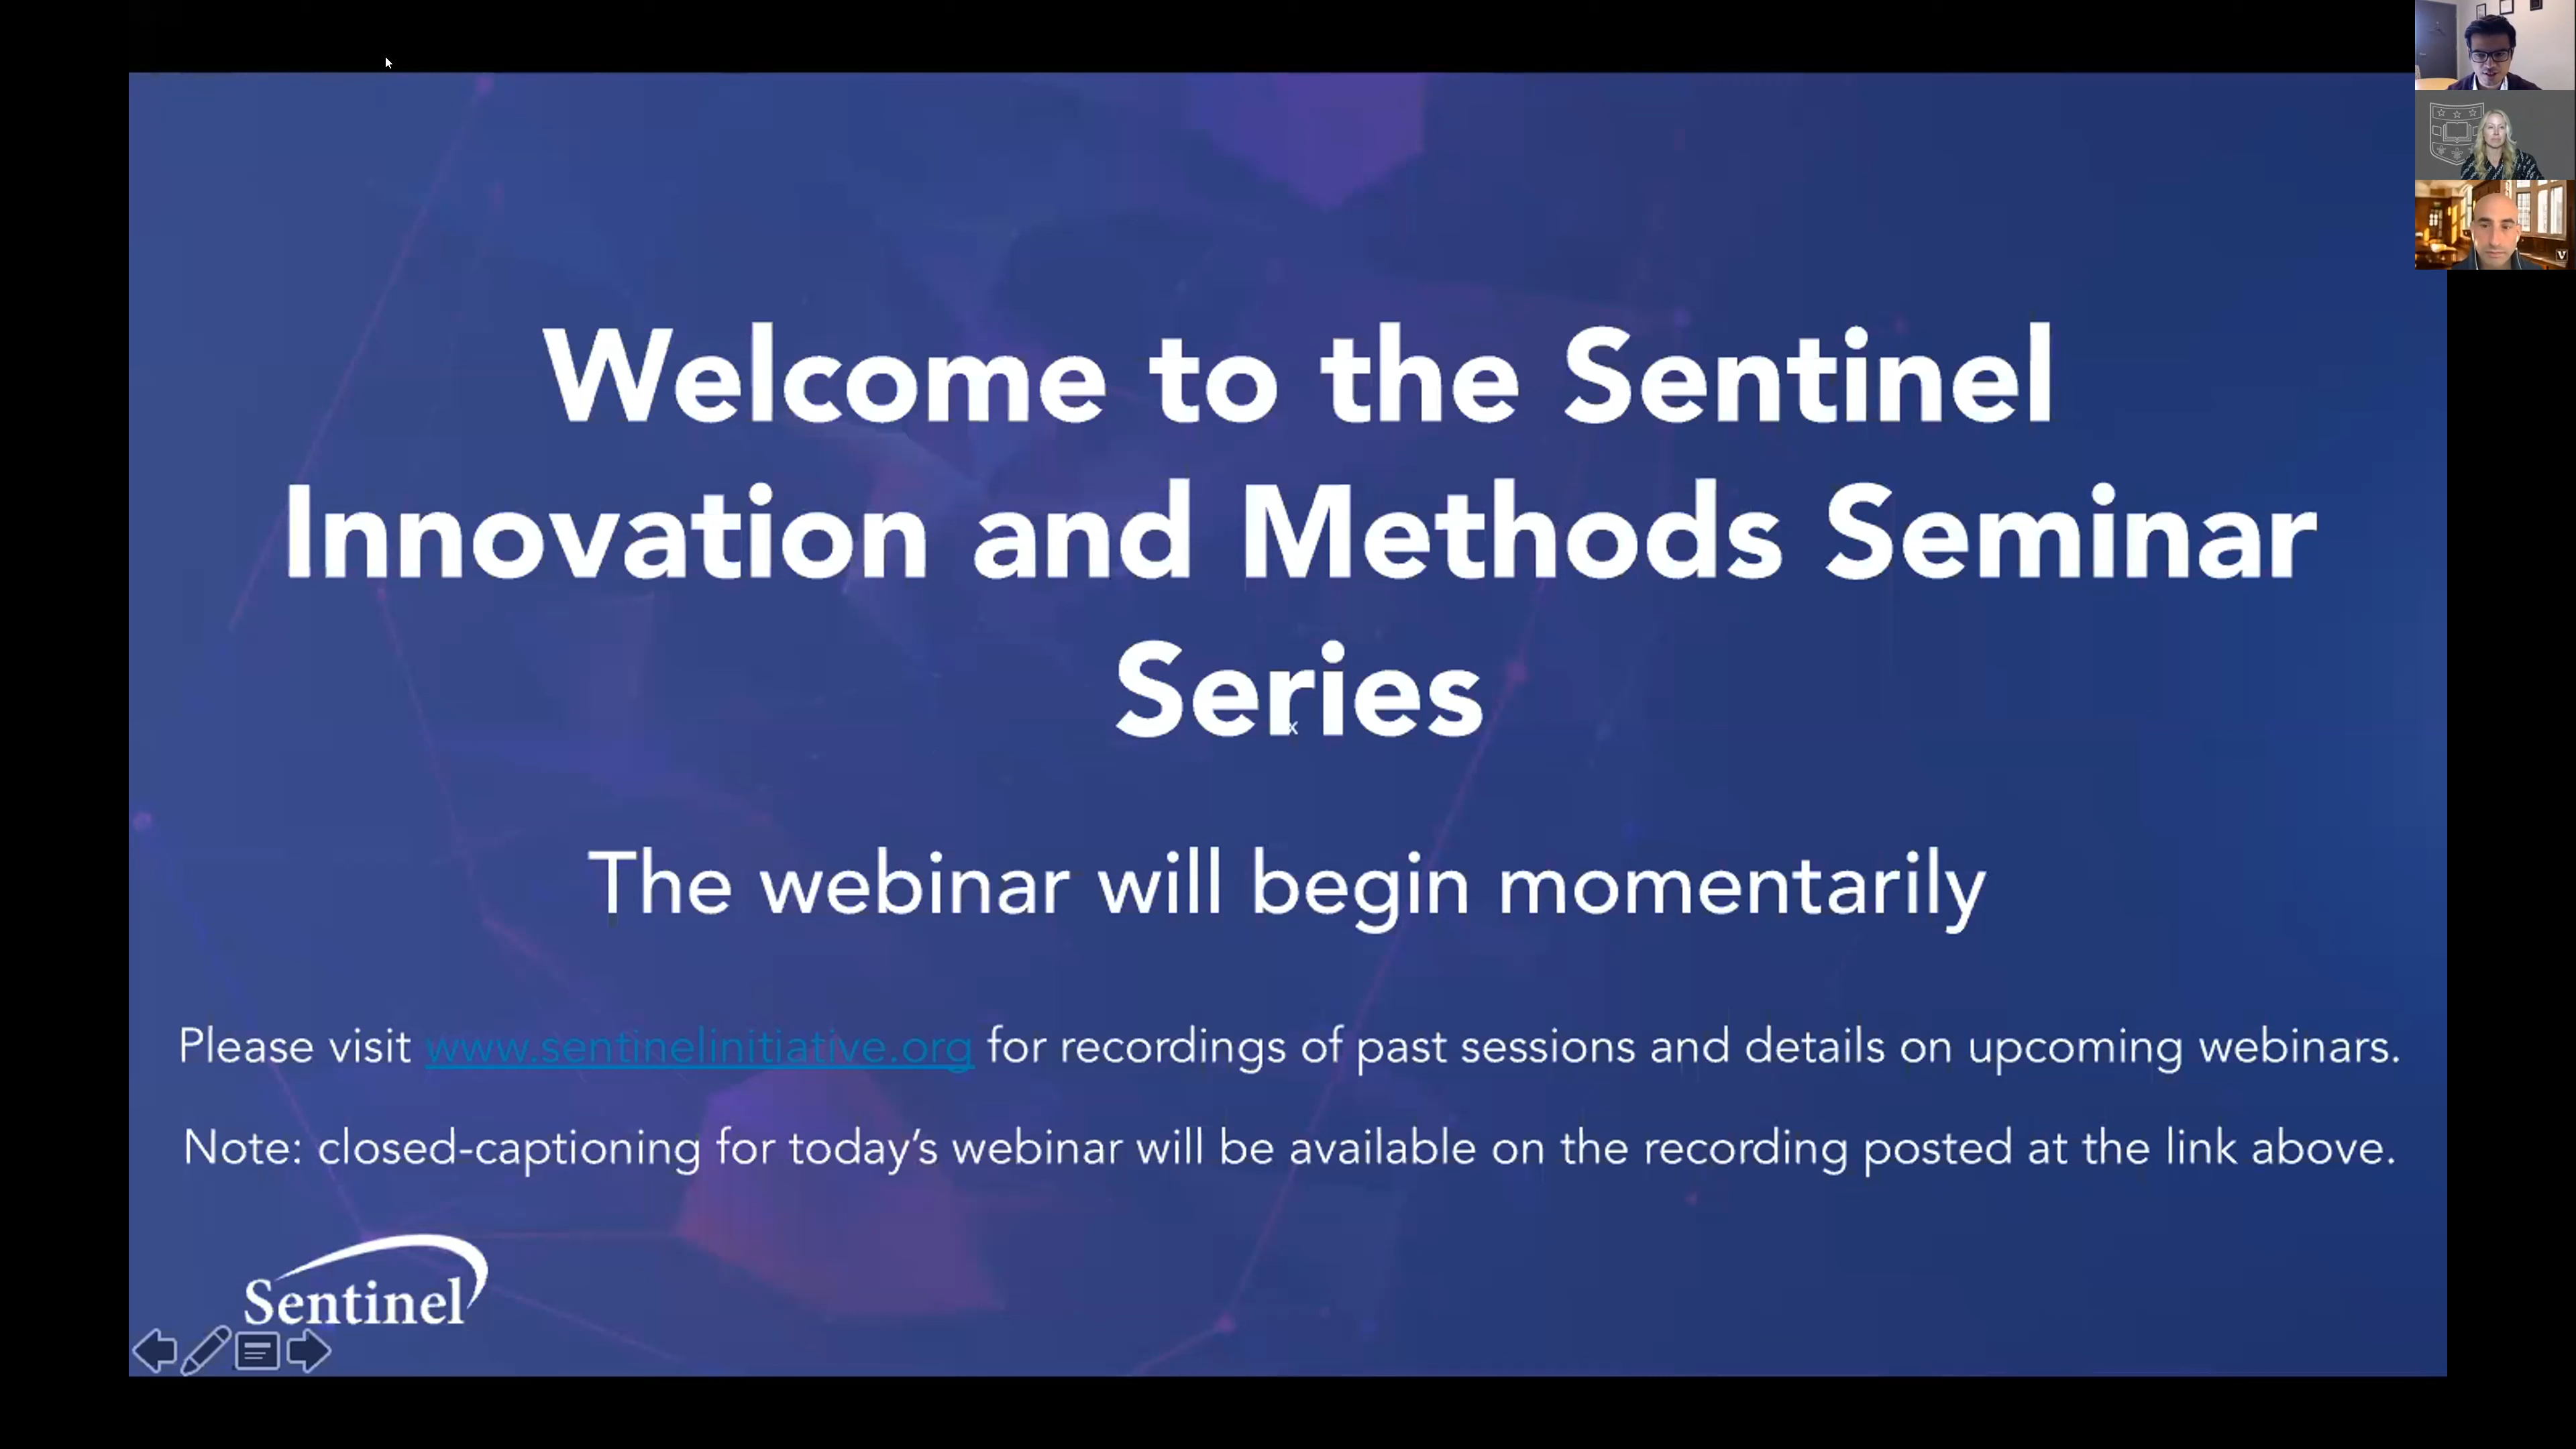 Welcome to the Sentinel
Innovation and Methods Seminar
Series
x
The webinar will begin momentarily
Please visit www.sentinelinitiative.org for recordings of past sessions and details on upcoming webinars.
Note: closed-captioning for today’s webinar will be available on the recording posted at the link above.
Sentinel
V